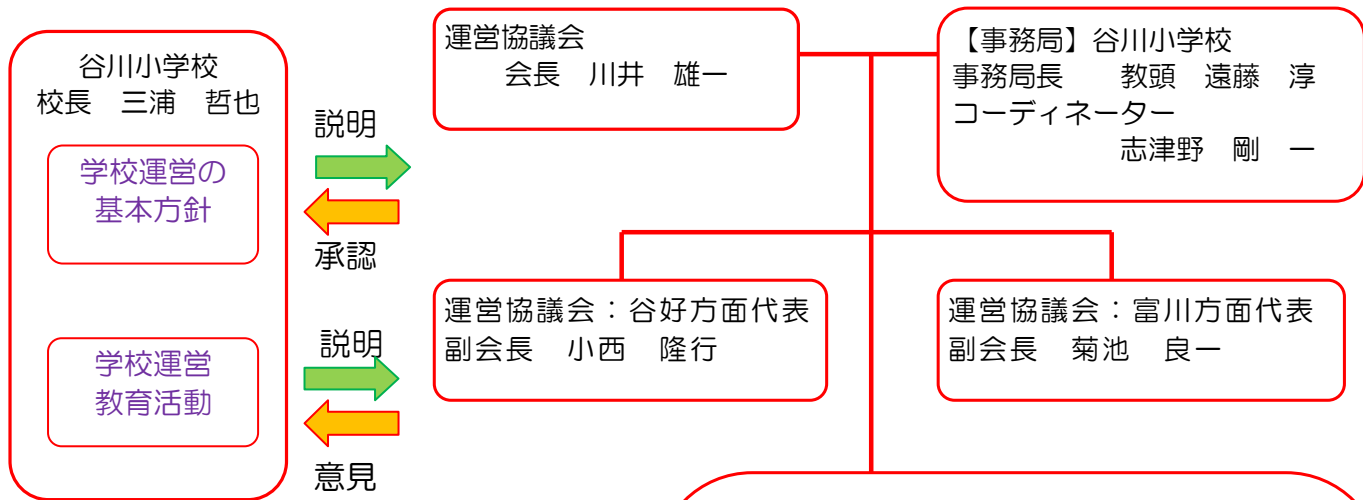 谷川小学校
校長　三浦　哲也
学校運営の
基本方針
学校運営
教育活動
説明
承認
説明
意見
運営協議会
会長　川井　雄一
【事務局】谷川小学校
事務局長　　教頭　遠藤　淳
コーディネーター
志津野　剛　一
運営協議会：谷好方面代表
副会長　小西　隆行
運営協議会：富川方面代表
副会長　菊池　良一